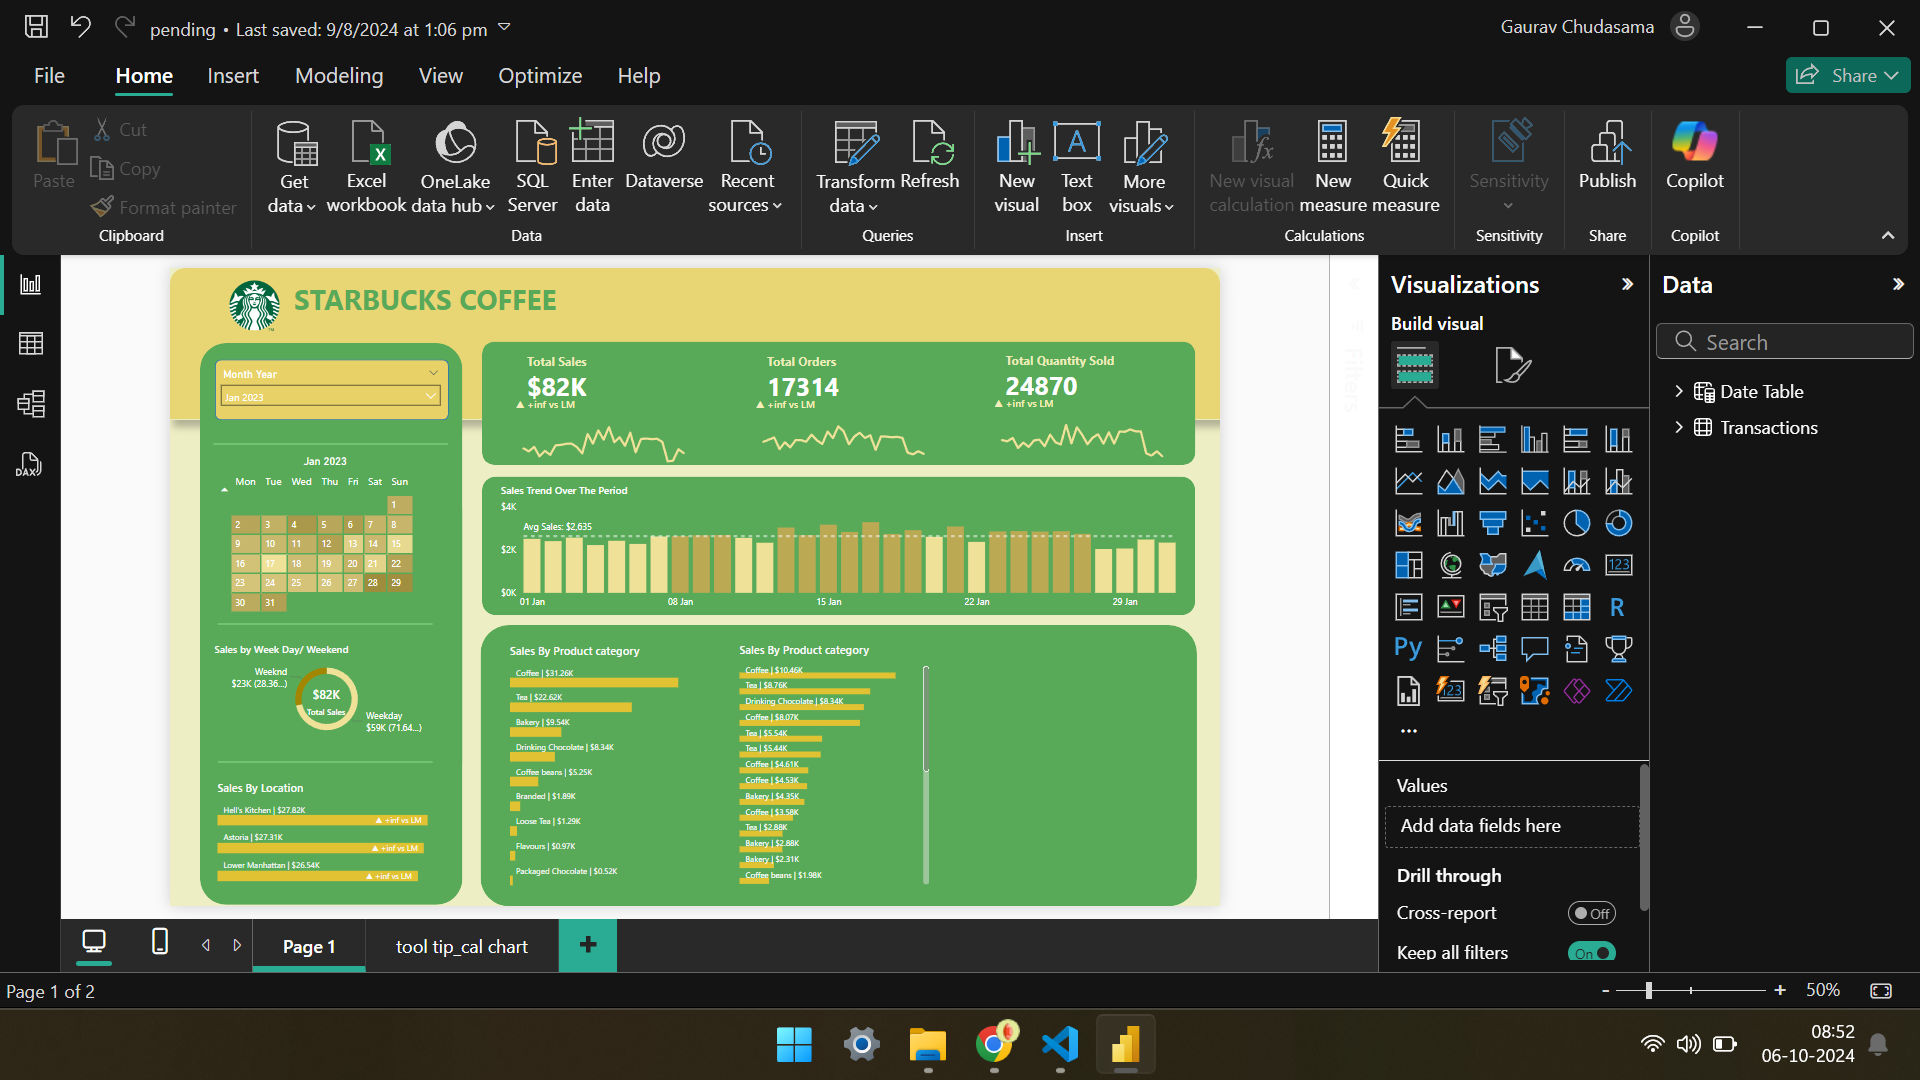 pending • Last saved: 9/8/2024 at 1:06 pm
Gaurav Chudasama
File Home Insert Modeling View Optimize Help
Share
Paste
Cut
Copy
Format painter
Clipboard
Get data
Excel workbook
OneLake data hub
SQL Server
Enter data
Dataverse
Recent sources
Data
Transform data
Refresh
Queries
New visual
Text box
More visuals
Insert
New visual calculation
New measure
Quick measure
Calculations
Sensitivity
Sensitivity
Publish
Share
Copilot
Copilot
DAX
STARBUCKS COFFEE
Month Year
Jan 2023
Jan 2023
Mon Tue Wed Thu Fri Sat Sun
1
2 3 4 5 6 7 8
9 10 11 12 13 14 15
16 17 18 19 20 21 22
23 24 25 26 27 28 29
30 31
Sales by Week Day/ Weekend
Weeknd
$23K (28.36...)
$82K
Total Sales
Weekday
$59K (71.64...)
Sales By Location
Hell's Kitchen | $27.82K
▲ +inf vs LM
Astoria | $27.31K
▲ +inf vs LM
Lower Manhattan | $26.54K
▲ +inf vs LM
Total Sales
$82K
▲ +inf vs LM
Total Orders
17314
▲ +inf vs LM
Total Quantity Sold
24870
▲ +inf vs LM
Sales Trend Over The Period
$4K
Avg Sales: $2,635
$2K
$0K
01 Jan 08 Jan 15 Jan 22 Jan 29 Jan
Sales By Product category
Coffee | $31.26K
Tea | $22.62K
Bakery | $9.54K
Drinking Chocolate | $8.34K
Coffee beans | $5.25K
Branded | $1.89K
Loose Tea | $1.29K
Flavours | $0.97K
Packaged Chocolate | $0.52K
Sales By Product category
Coffee | $10.46K
Tea | $8.76K
Drinking Chocolate | $8.34K
Coffee | $8.07K
Tea | $5.54K
Tea | $5.44K
Coffee | $4.61K
Coffee | $4.53K
Bakery | $4.35K
Coffee | $3.58K
Tea | $2.88K
Bakery | $2.88K
Bakery | $2.31K
Coffee beans | $1.98K
Filters
Visualizations
Build visual
123
R
Py
123
...
Values
Add data fields here
Drill through
Cross-report
Off
Keep all filters
On
Data
Search
Date Table
Transactions
Page 1
tool tip_cal chart
+
Page 1 of 2
- + 50%
08:52
06-10-2024